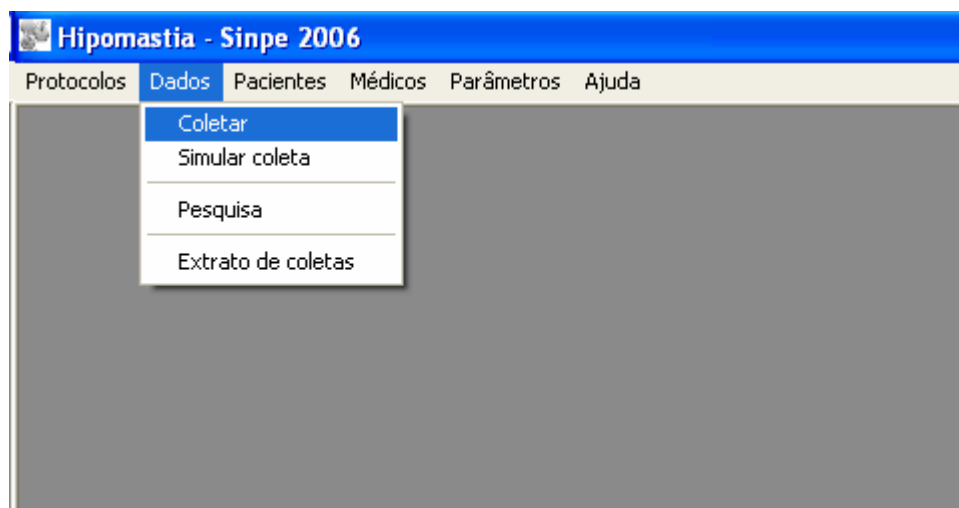 Hipomastia - Sinpe 2006
Protocolos Dados Pacientes Médicos Parâmetros Ajuda
Coletar
Simular coleta
Pesquisa
Extrato de coletas